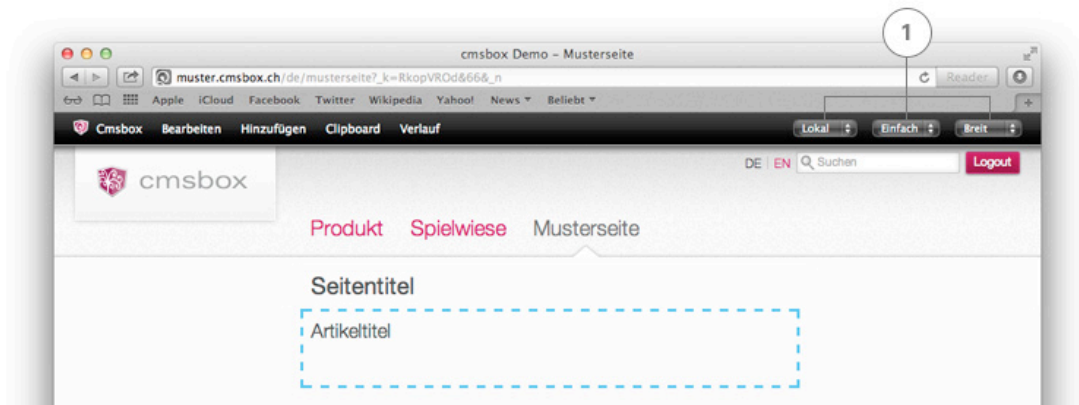 1
cmsbox Demo – Musterseite
muster.cmsbox.ch/de/musterseite?_k=RkopVROd&66&_n
Reader
Apple iCloud Facebook Twitter Wikipedia Yahoo! News Beliebt
Cmsbox Bearbeiten Hinzufügen Clipboard Verlauf Lokal Einfach Breit
DE EN Suchen Logout
cmsbox
Produkt Spielwiese Musterseite
Seitentitel
Artikeltitel